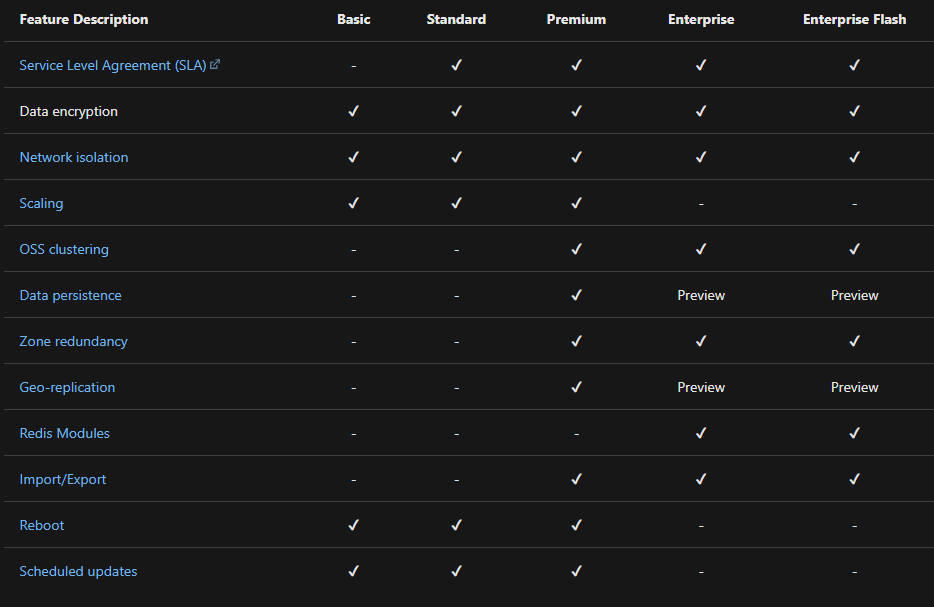 Feature Description Basic Standard Premium Enterprise Enterprise Flash
Service Level Agreement (SLA) - ✓ ✓ ✓ ✓
Data encryption ✓ ✓ ✓ ✓ ✓
Network isolation ✓ ✓ ✓ ✓ ✓
Scaling ✓ ✓ ✓ - -
OSS clustering - - ✓ ✓ ✓
Data persistence - - ✓ Preview Preview
Zone redundancy - - ✓ ✓ ✓
Geo-replication - - ✓ Preview Preview
Redis Modules - - - ✓ ✓
Import/Export - - ✓ ✓ ✓
Reboot ✓ ✓ ✓ - -
Scheduled updates ✓ ✓ ✓ - -